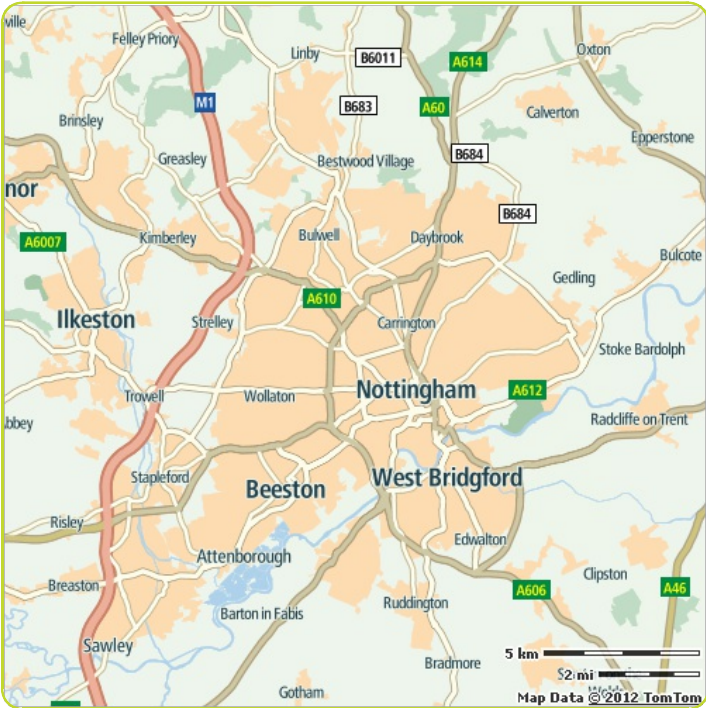 ville
Felley Priory
Linby
B6011
A614
Oxton
M1
B683
A60
Calverton
Brinsley
Greasley
Bestwood Village
B684
Epperstone
nor
B684
A6007
Kimberley
Bulwell
Daybrook
Bulcote
Gedling
A610
Ilkeston
Strelley
Carrington
Stoke Bardolph
Trowell
Wollaton
Nottingham
A612
Abbey
Radcliffe on Trent
Stapleford
Beeston
West Bridgford
Risley
Attenborough
Edwalton
Breaston
Clipston
A606
A46
Barton in Fabis
Ruddington
Sawley
5 km
Bradmore
2 mi
Gotham
Map Data © 2012 TomTom